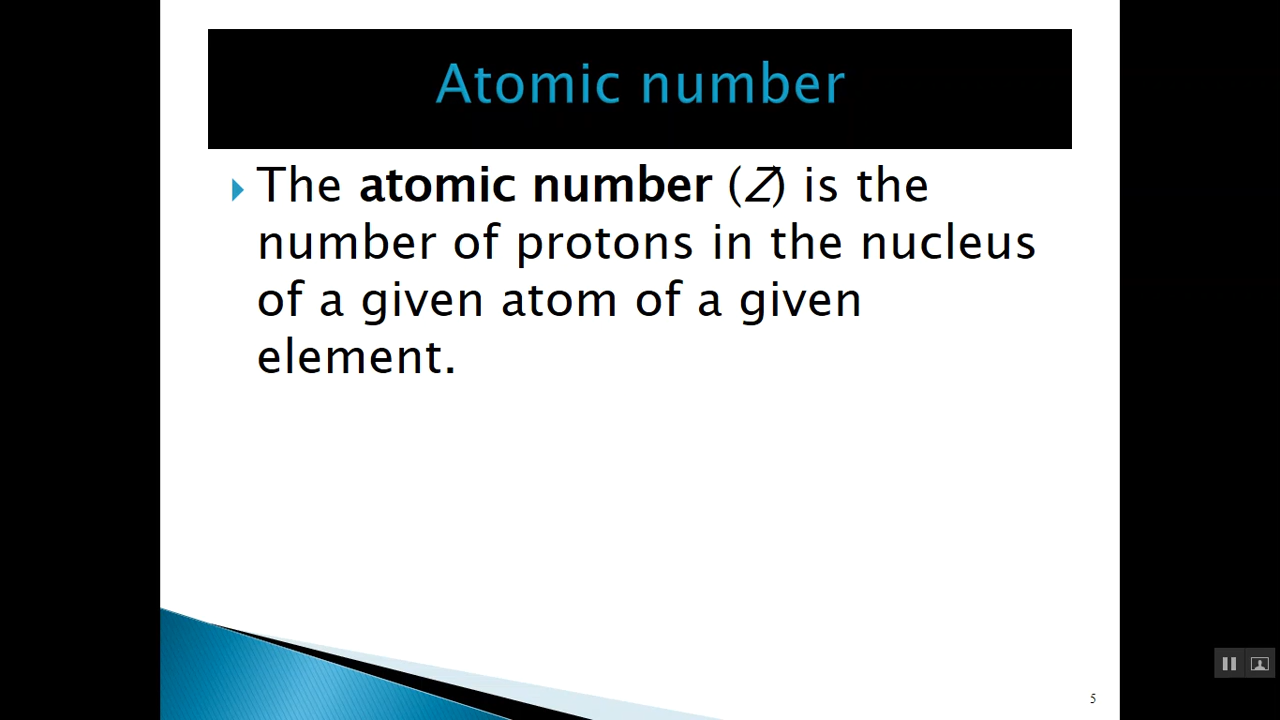 Atomic number
The atomic number (Z) is the
number of protons in the nucleus
of a given atom of a given
element.
5